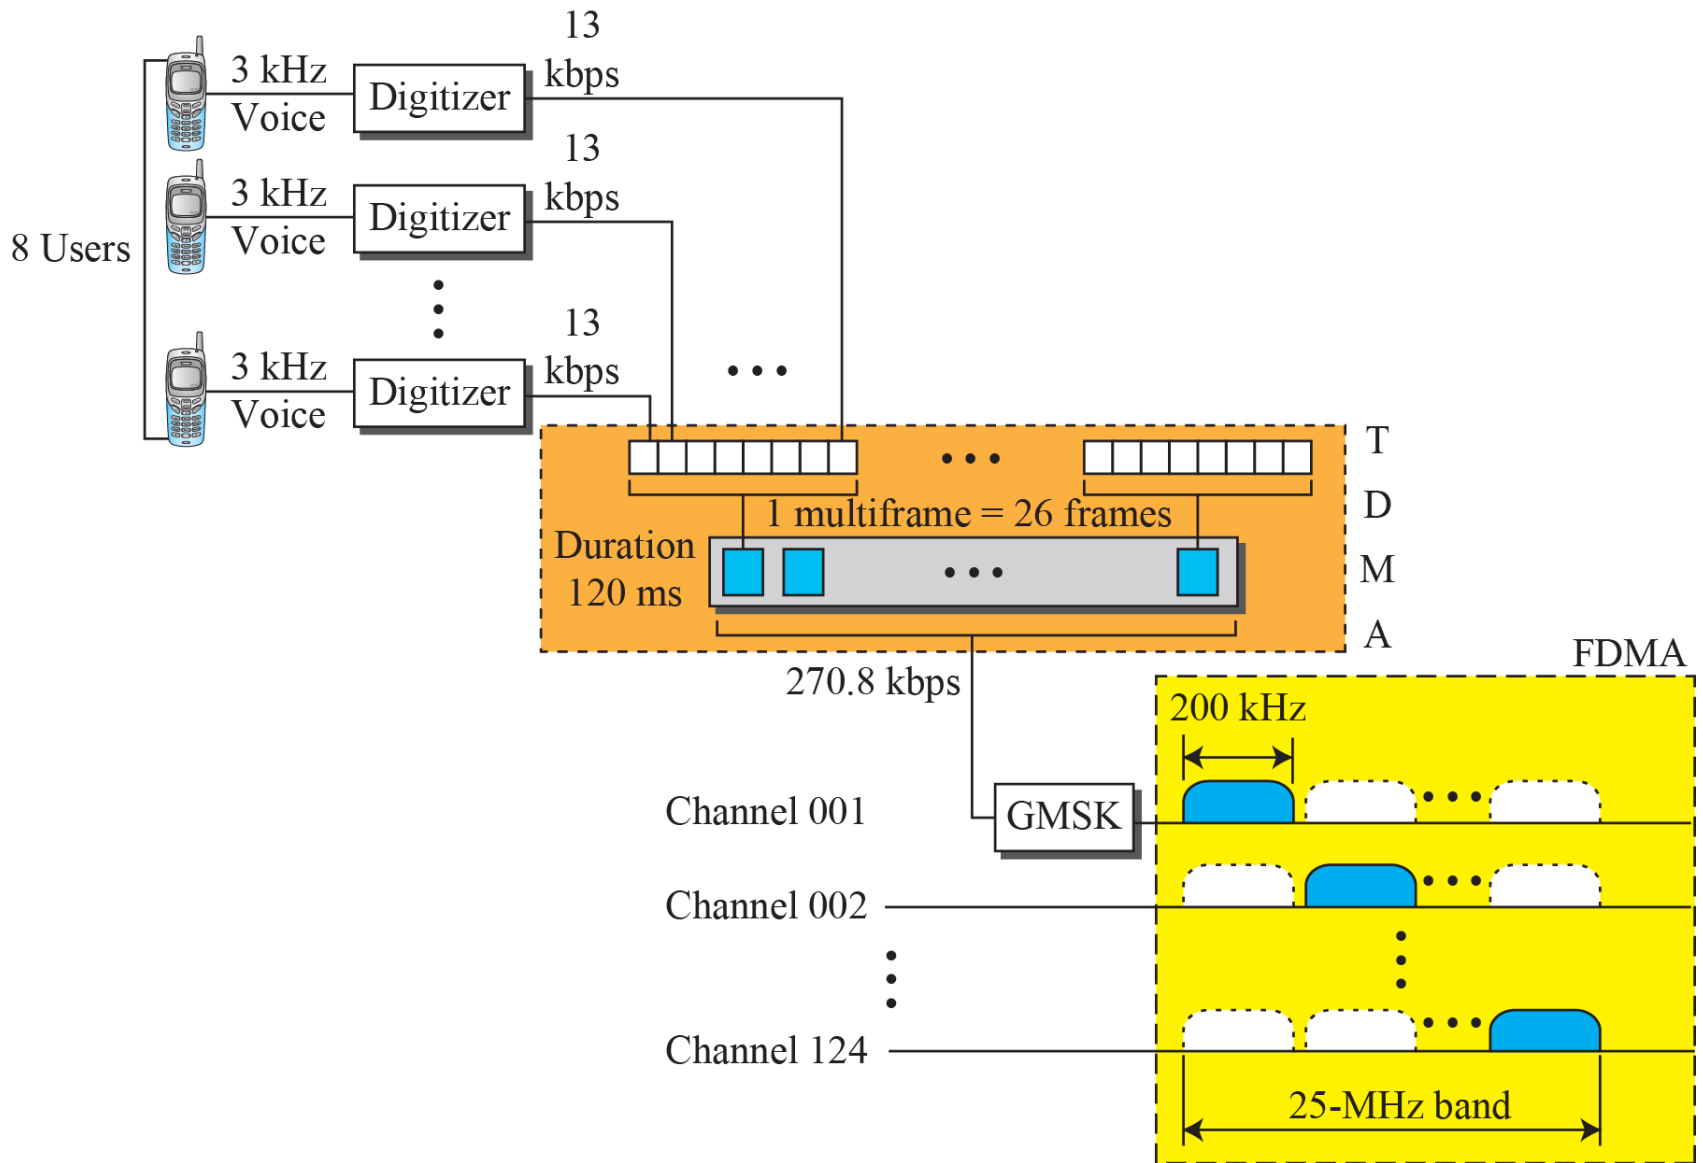 13
3 kHz
kbps
Digitizer
Voice
13
3 kHz
kbps
Digitizer
Voice
8 Users
13
3 kHz
kbps
Digitizer
Voice
T
D
1 multiframe = 26 frames
Duration
120 ms
M
A
270.8 kbps
FDMA
200 kHz
Channel 001
GMSK
Channel 002
Channel 124
25-MHz band